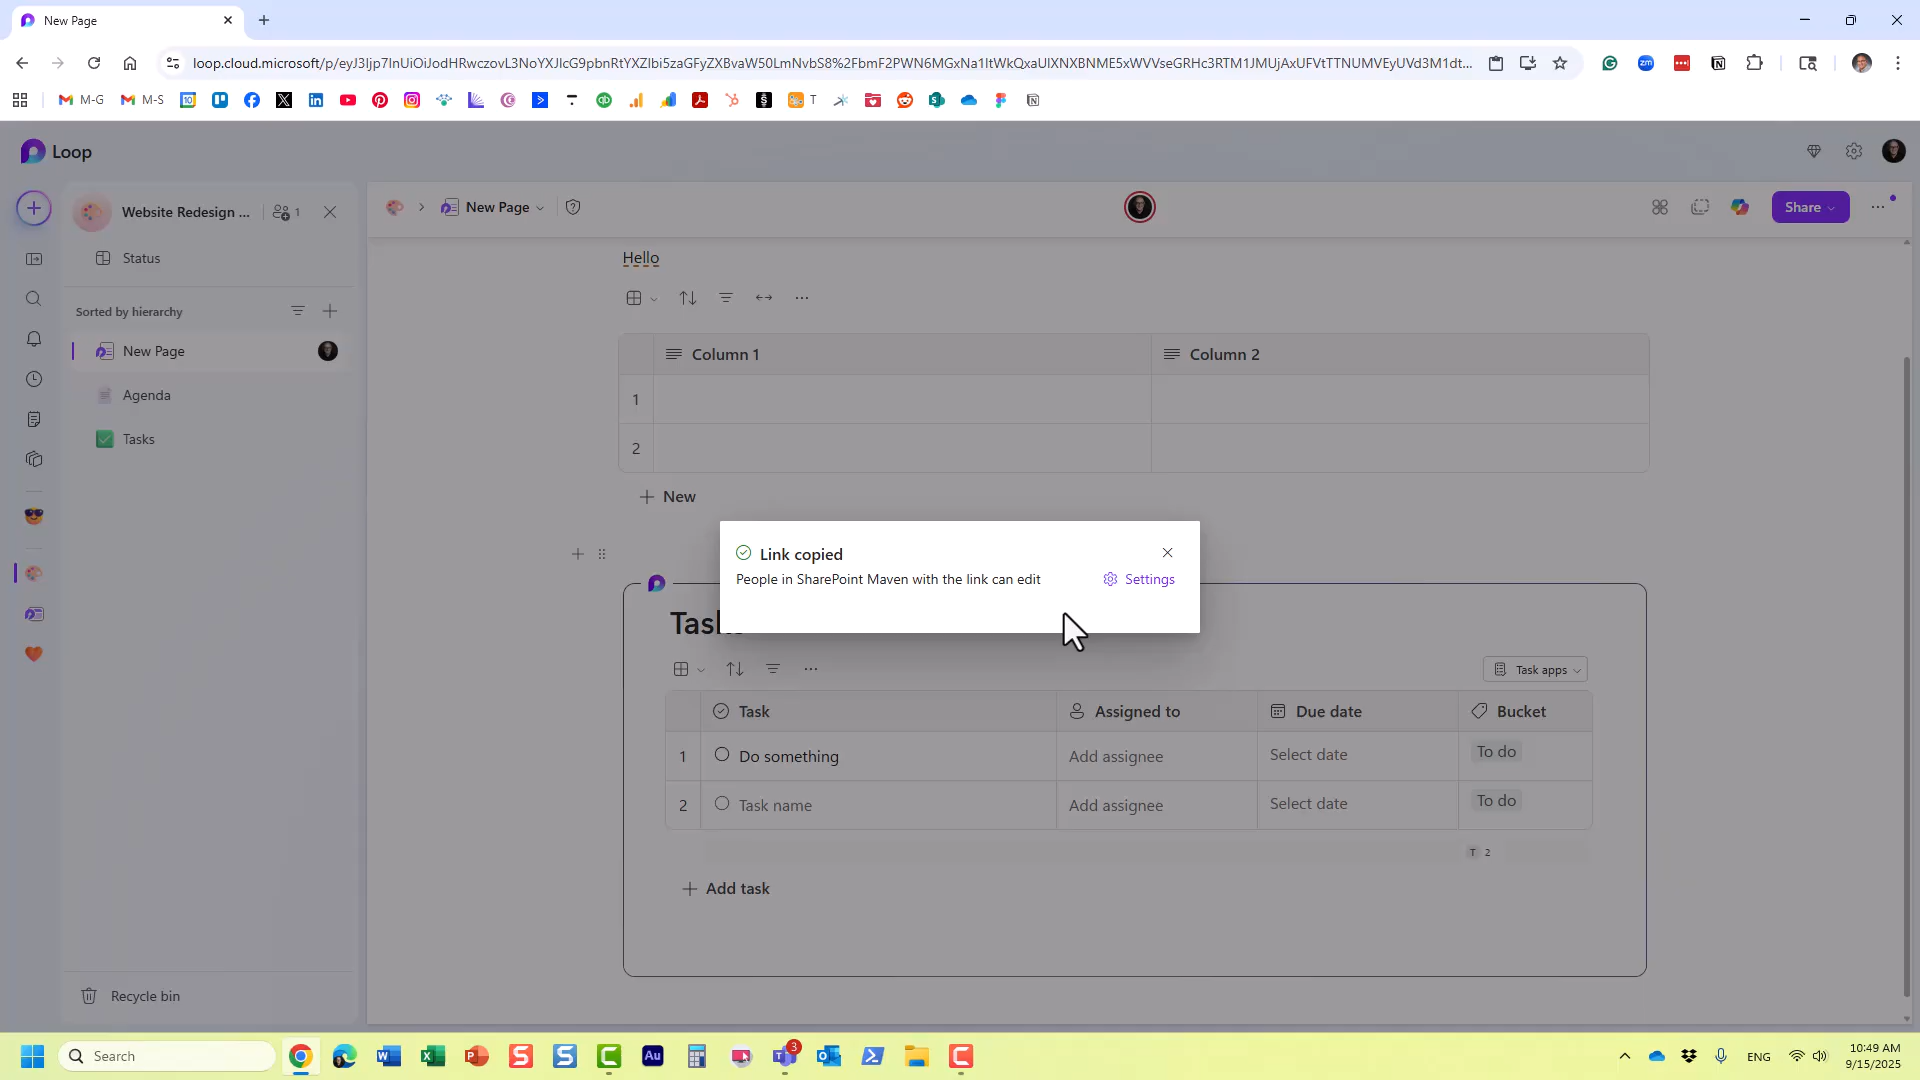 New Page
loop.cloud.microsoft/p/
M-G
M-S
T
Loop
Website Redesign ...
1
New Page
Share
Status
Hello
Sorted by hierarchy
New Page
Agenda
Tasks
Column 1
Column 2
1
2
New
Link copied
People in SharePoint Maven with the link can edit
Settings
Task apps
Task
Assigned to
Due date
Bucket
1
Do something
Add assignee
Select date
To do
2
Task name
Add assignee
Select date
To do
T 2
Add task
Recycle bin
Search
3
ENG
10:49 AM
9/15/2025